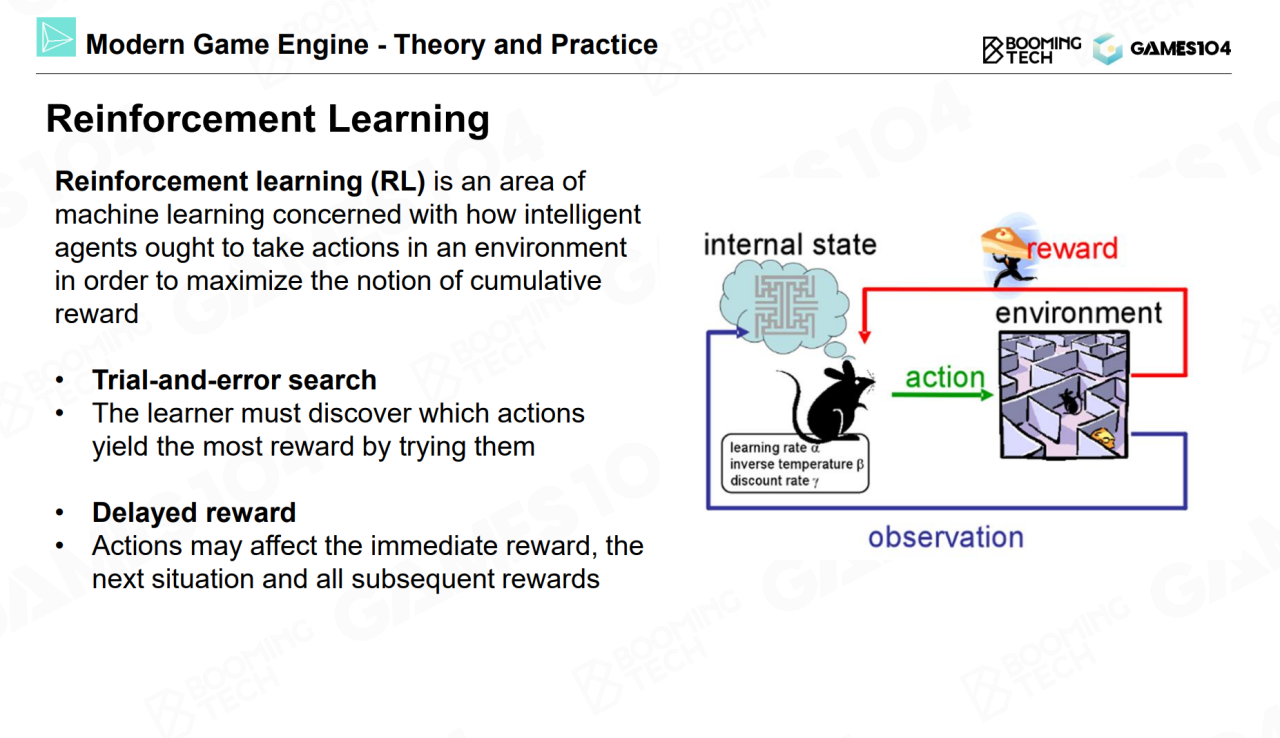 Modern Game Engine - Theory and Practice
BOOMING
TECH
GAMES104
Reinforcement Learning
Reinforcement learning (RL) is an area of
machine learning concerned with how intelligent
agents ought to take actions in an environment
in order to maximize the notion of cumulative
reward
• Trial-and-error search
• The learner must discover which actions
yield the most reward by trying them
• Delayed reward
• Actions may affect the immediate reward, the
next situation and all subsequent rewards
internal state
reward
environment
action
learning rate α
inverse temperature β
discount rate γ
observation